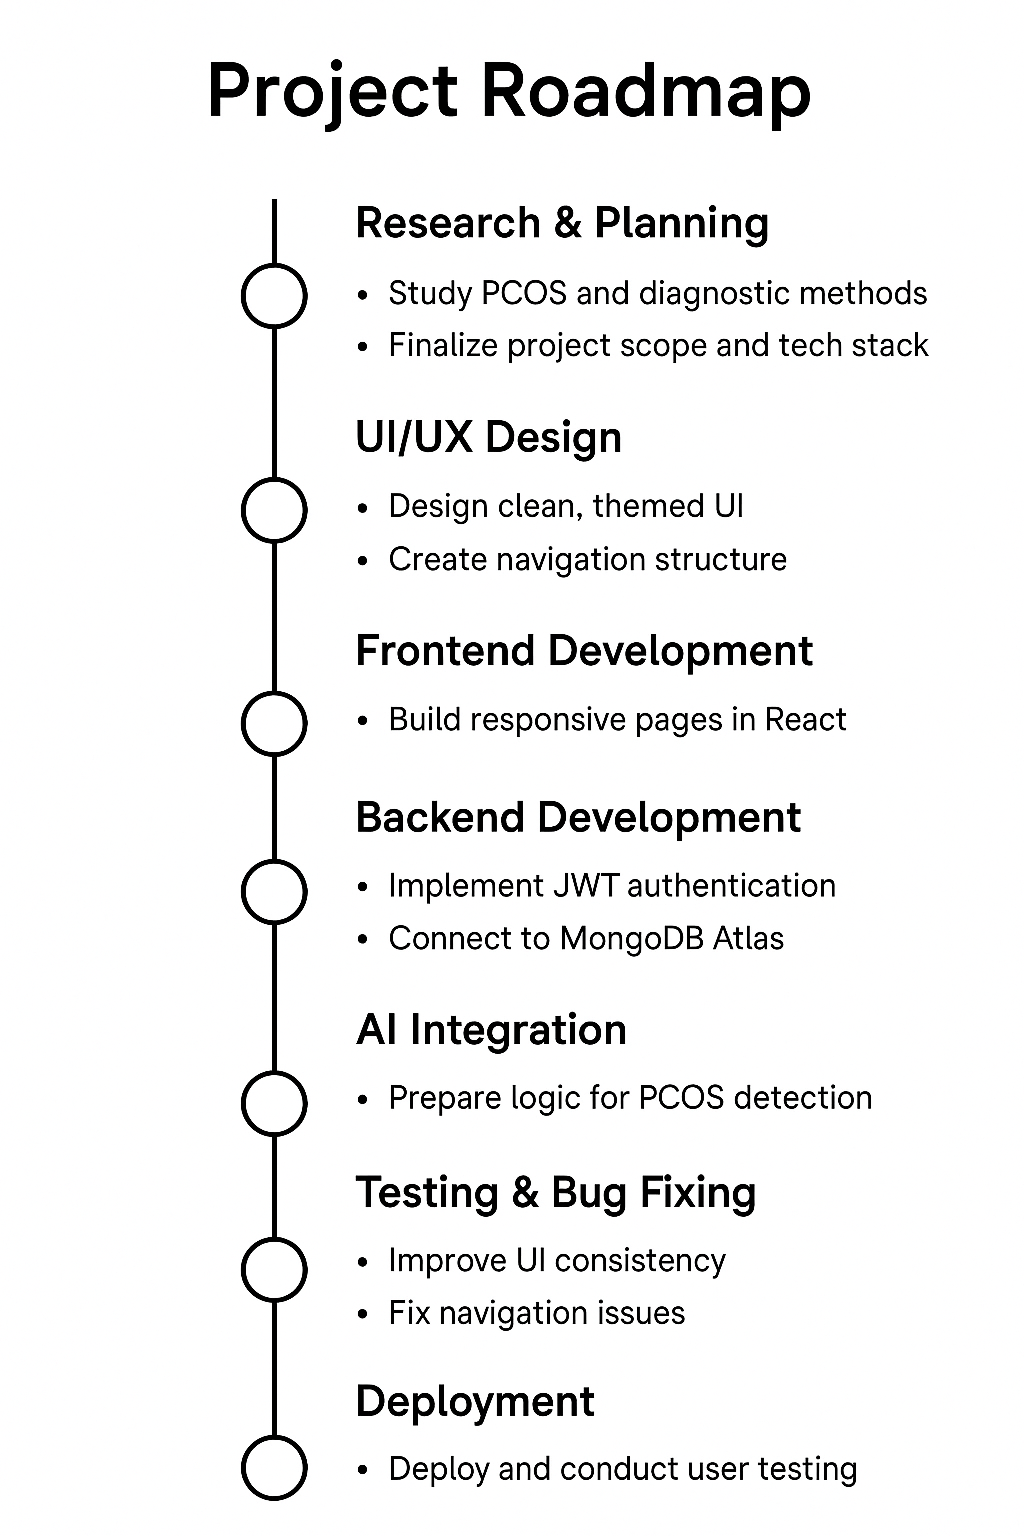 Project Roadmap
Research & Planning
• Study PCOS and diagnostic methods
• Finalize project scope and tech stack
UI/UX Design
• Design clean, themed UI
• Create navigation structure
Frontend Development
• Build responsive pages in React
Backend Development
• Implement JWT authentication
• Connect to MongoDB Atlas
AI Integration
• Prepare logic for PCOS detection
Testing & Bug Fixing
• Improve UI consistency
• Fix navigation issues
Deployment
• Deploy and conduct user testing